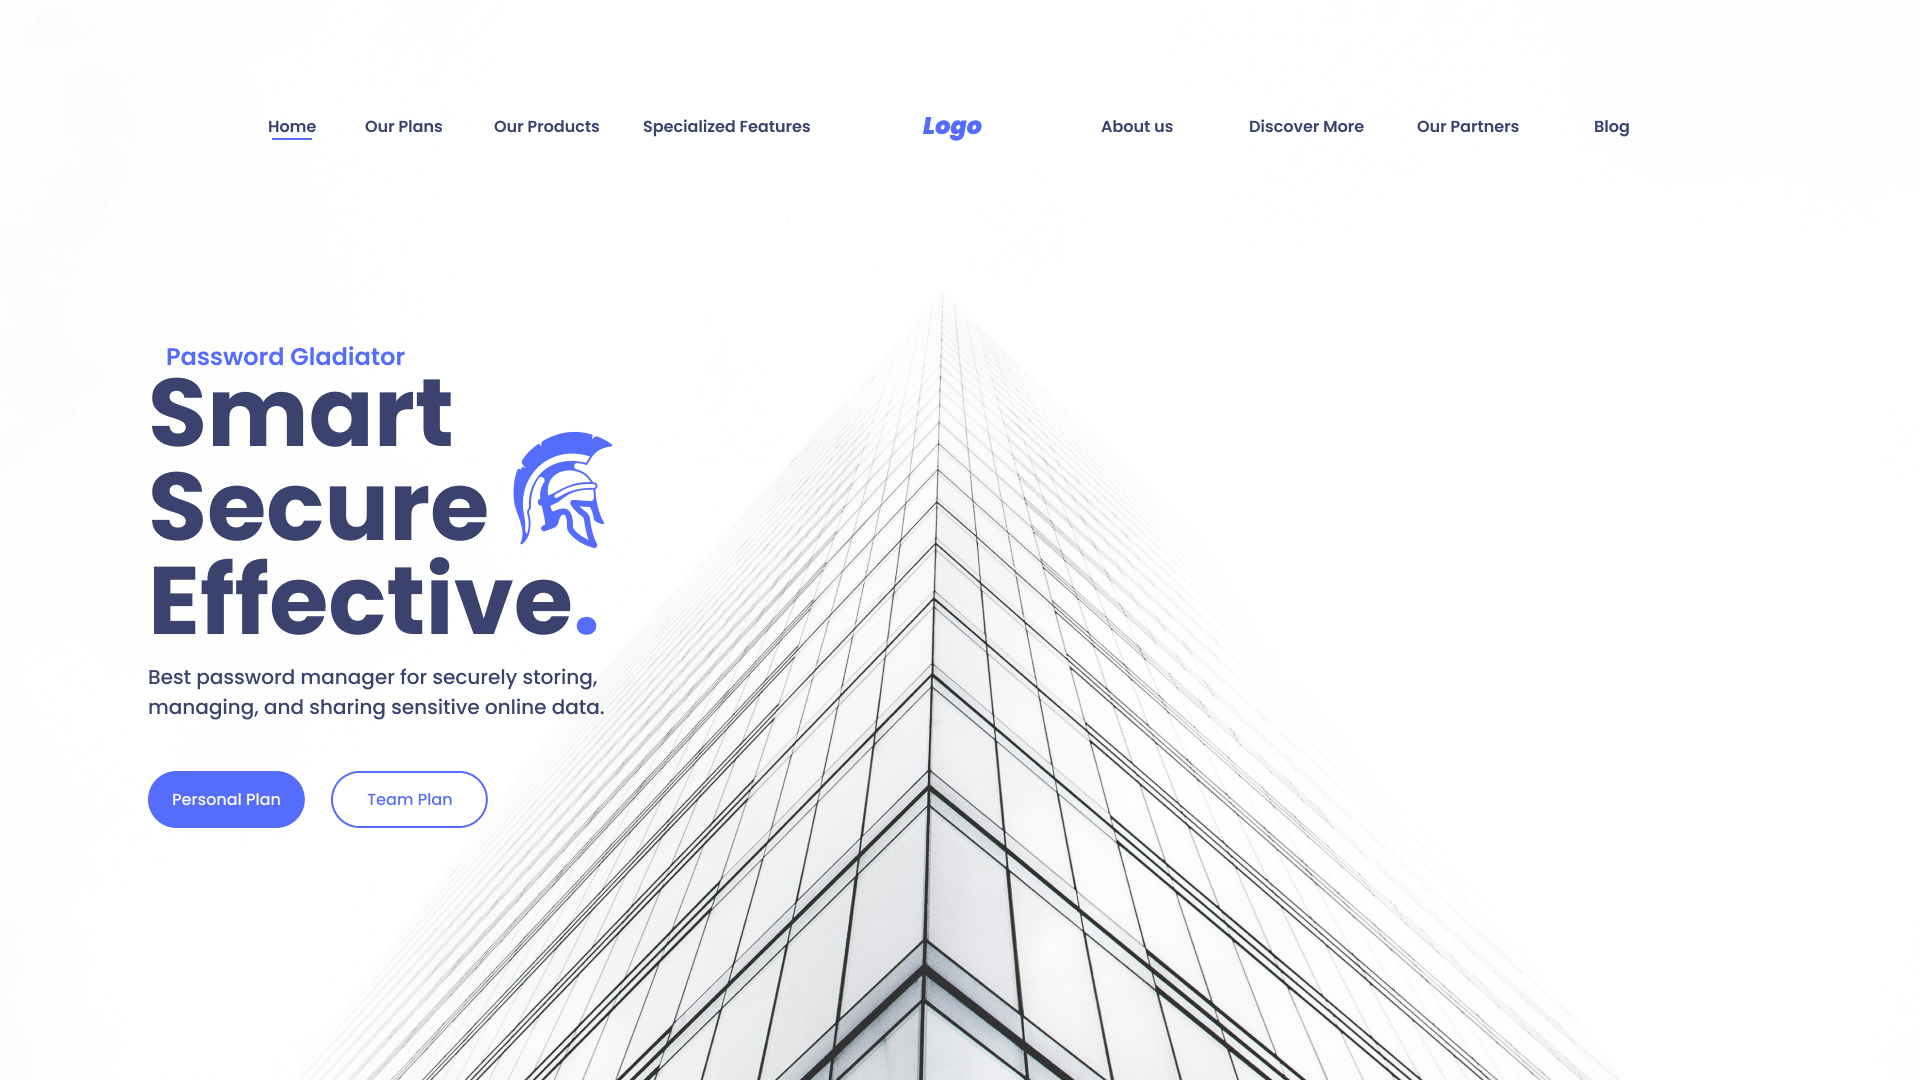 Home Our Plans Our Products Specialized Features Logo About us Discover More Our Partners Blog
Password Gladiator
Smart
Secure
Effective.
Best password manager for securely storing,
managing, and sharing sensitive online data.
Personal Plan Team Plan